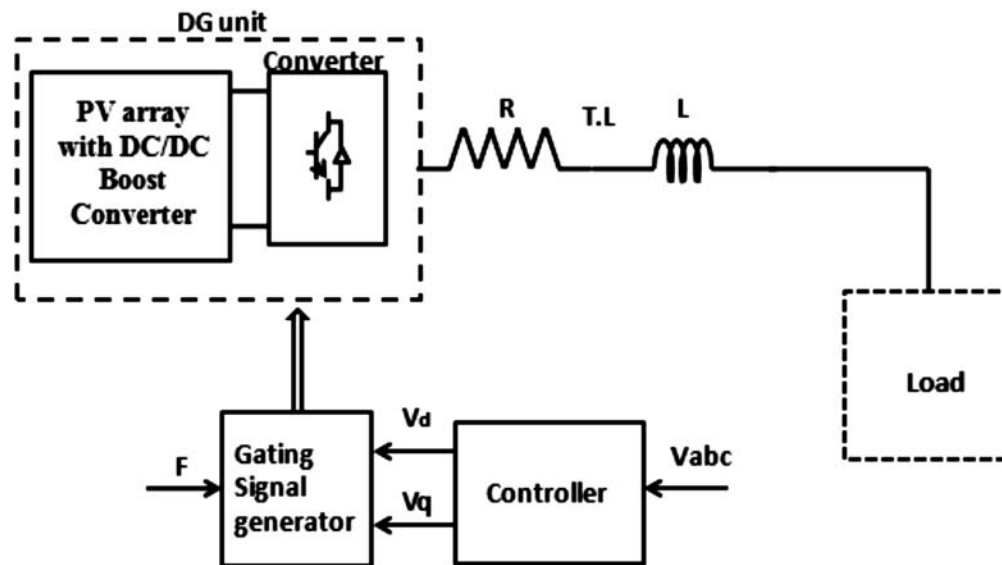 DG unit
Converter
PV array
with DC/DC
Boost
Converter
R
T.L
L
Load
Vd
Vq
F
Gating
Signal
generator
Controller
Vabc